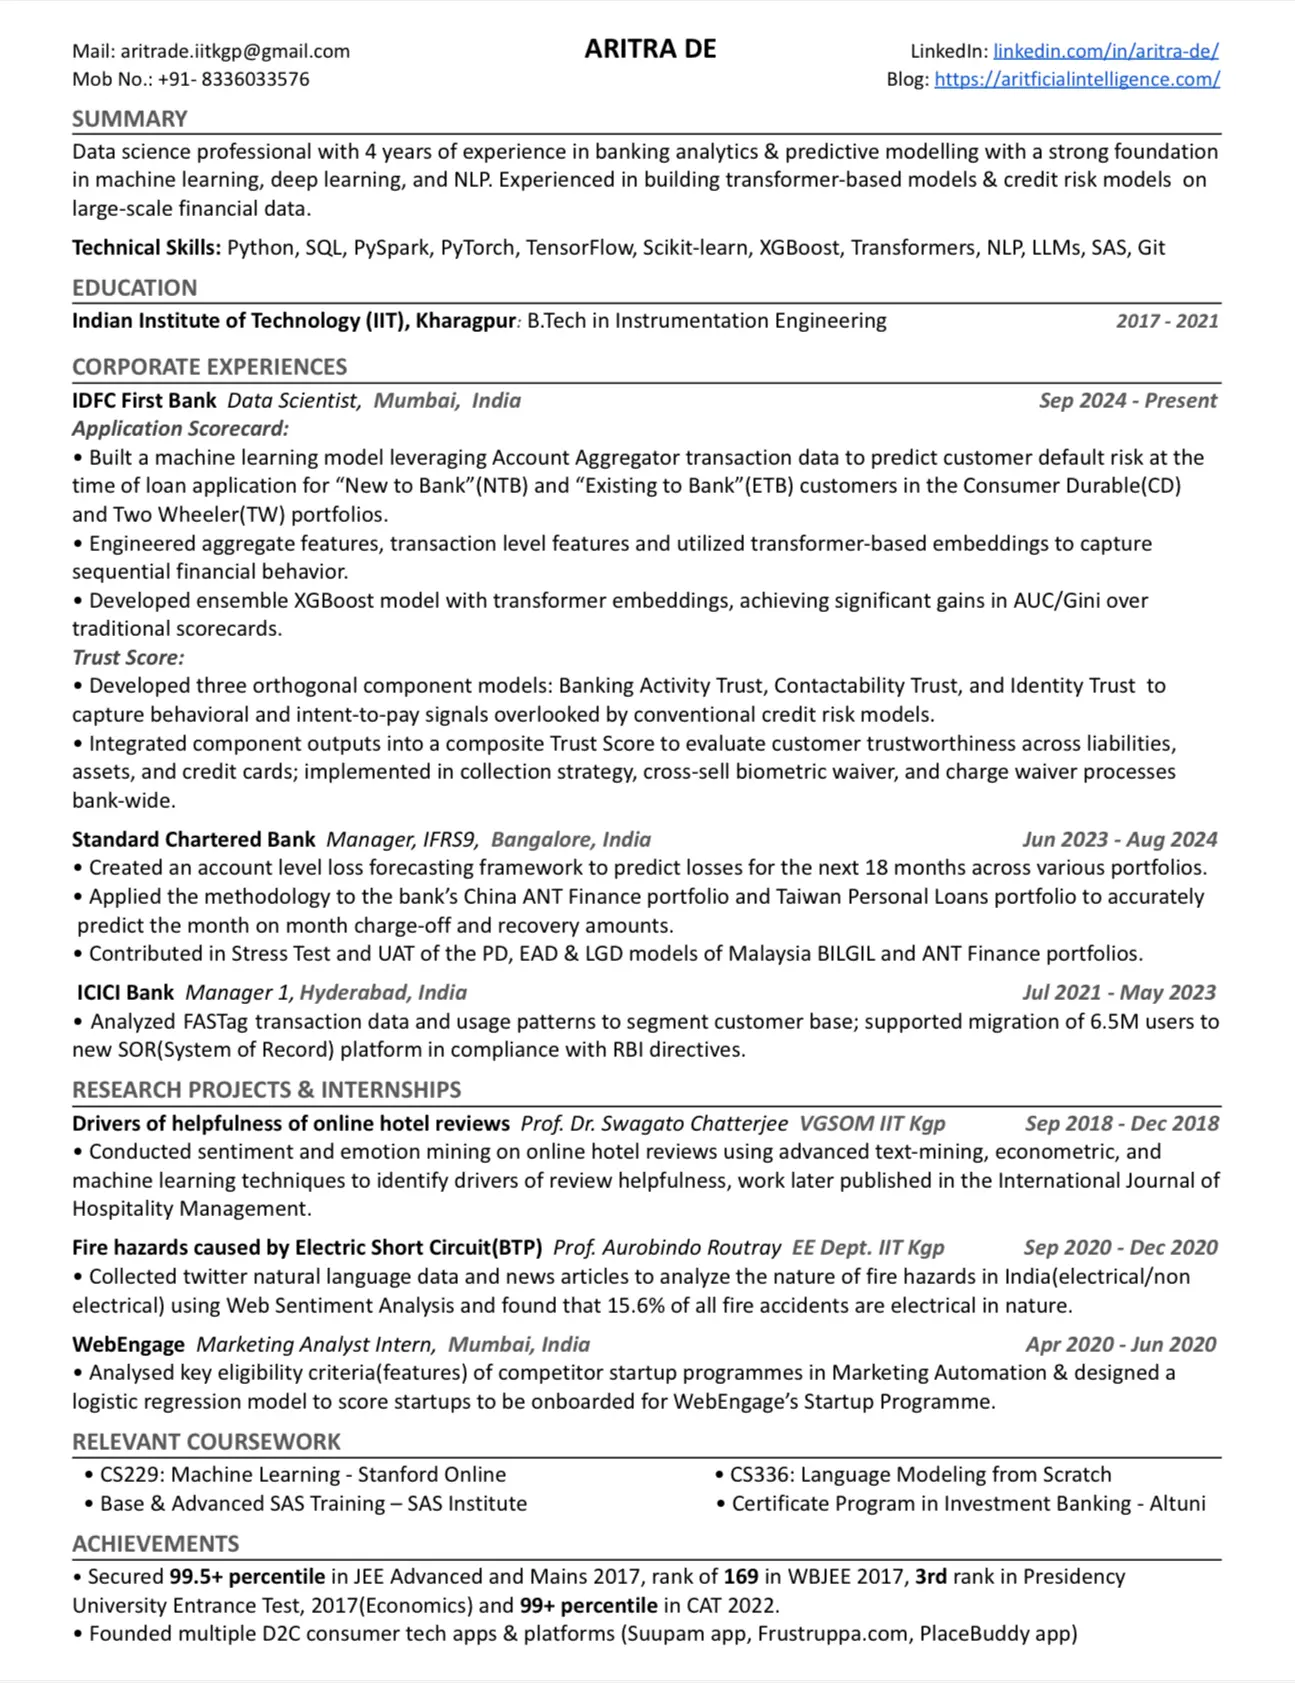 Mail: aritrade.iitkgp@gmail.com
ARITRA DE
LinkedIn: linkedin.com/in/aritra-de/
Mob No.: +91- 8336033576
Blog: https://aritficialintelligence.com/
SUMMARY
Data science professional with 4 years of experience in banking analytics & predictive modelling with a strong foundation
in machine learning, deep learning, and NLP. Experienced in building transformer-based models & credit risk models on
large-scale financial data.
Technical Skills: Python, SQL, PySpark, PyTorch, TensorFlow, Scikit-learn, XGBoost, Transformers, NLP, LLMs, SAS, Git
EDUCATION
Indian Institute of Technology (IIT), Kharagpur: B.Tech in Instrumentation Engineering 2017 - 2021
CORPORATE EXPERIENCES
IDFC First Bank Data Scientist, Mumbai, India Sep 2024 - Present
Application Scorecard:
• Built a machine learning model leveraging Account Aggregator transaction data to predict customer default risk at the
time of loan application for “New to Bank”(NTB) and “Existing to Bank”(ETB) customers in the Consumer Durable(CD)
and Two Wheeler(TW) portfolios.
• Engineered aggregate features, transaction level features and utilized transformer-based embeddings to capture
sequential financial behavior.
• Developed ensemble XGBoost model with transformer embeddings, achieving significant gains in AUC/Gini over
traditional scorecards.
Trust Score:
• Developed three orthogonal component models: Banking Activity Trust, Contactability Trust, and Identity Trust to
capture behavioral and intent-to-pay signals overlooked by conventional credit risk models.
• Integrated component outputs into a composite Trust Score to evaluate customer trustworthiness across liabilities,
assets, and credit cards; implemented in collection strategy, cross-sell biometric waiver, and charge waiver processes
bank-wide.
Standard Chartered Bank Manager, IFRS9, Bangalore, India Jun 2023 - Aug 2024
• Created an account level loss forecasting framework to predict losses for the next 18 months across various portfolios.
• Applied the methodology to the bank’s China ANT Finance portfolio and Taiwan Personal Loans portfolio to accurately
predict the month on month charge-off and recovery amounts.
• Contributed in Stress Test and UAT of the PD, EAD & LGD models of Malaysia BILGIL and ANT Finance portfolios.
ICICI Bank Manager 1, Hyderabad, India Jul 2021 - May 2023
• Analyzed FASTag transaction data and usage patterns to segment customer base; supported migration of 6.5M users to
new SOR(System of Record) platform in compliance with RBI directives.
RESEARCH PROJECTS & INTERNSHIPS
Drivers of helpfulness of online hotel reviews Prof. Dr. Swagato Chatterjee VGSOM IIT Kgp Sep 2018 - Dec 2018
• Conducted sentiment and emotion mining on online hotel reviews using advanced text-mining, econometric, and
machine learning techniques to identify drivers of review helpfulness, work later published in the International Journal of
Hospitality Management.
Fire hazards caused by Electric Short Circuit(BTP) Prof. Aurobindo Routray EE Dept. IIT Kgp Sep 2020 - Dec 2020
• Collected twitter natural language data and news articles to analyze the nature of fire hazards in India(electrical/non
electrical) using Web Sentiment Analysis and found that 15.6% of all fire accidents are electrical in nature.
WebEngage Marketing Analyst Intern, Mumbai, India Apr 2020 - Jun 2020
• Analysed key eligibility criteria(features) of competitor startup programmes in Marketing Automation & designed a
logistic regression model to score startups to be onboarded for WebEngage’s Startup Programme.
RELEVANT COURSEWORK
• CS229: Machine Learning - Stanford Online • CS336: Language Modeling from Scratch
• Base & Advanced SAS Training – SAS Institute • Certificate Program in Investment Banking - Altuni
ACHIEVEMENTS
• Secured 99.5+ percentile in JEE Advanced and Mains 2017, rank of 169 in WBJEE 2017, 3rd rank in Presidency
University Entrance Test, 2017(Economics) and 99+ percentile in CAT 2022.
• Founded multiple D2C consumer tech apps & platforms (Suupam app, Frustruppa.com, PlaceBuddy app)